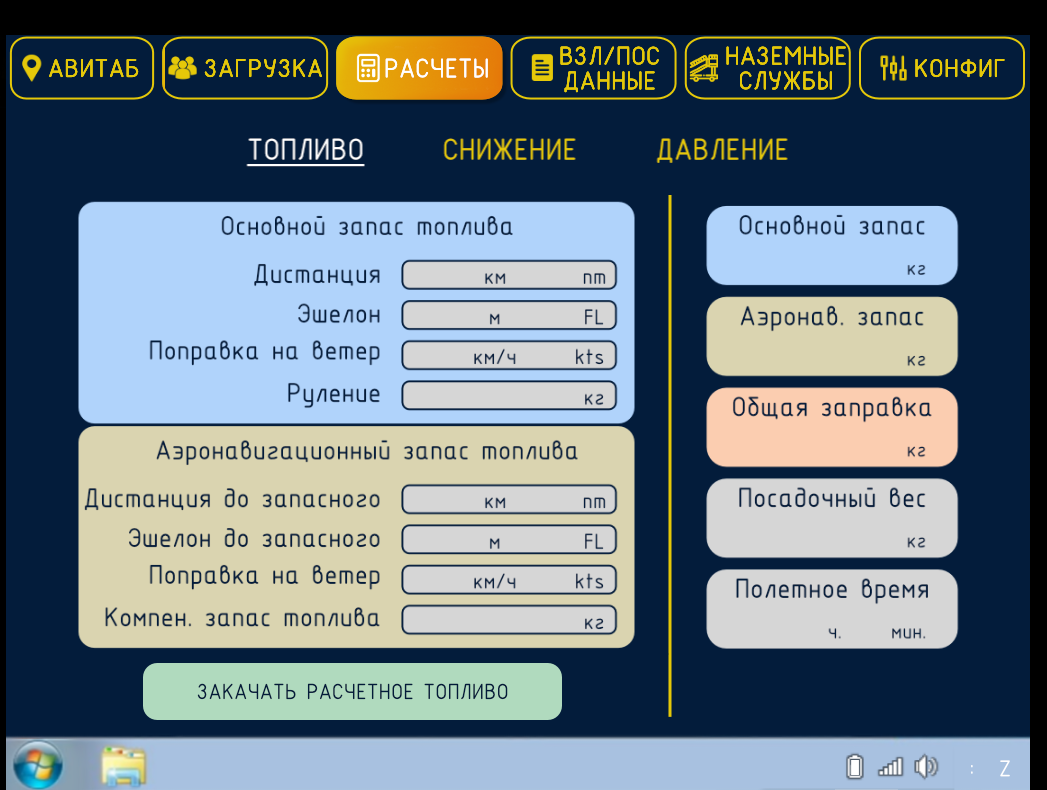 АВИТАБ
ЗАГРУЗКА
РАСЧЕТЫ
ВЗЛ/ПОС
ДАННЫЕ
НАЗЕМНЫЕ
СЛУЖБЫ
КОНФИГ
ТОПЛИВО СНИЖЕНИЕ ДАВЛЕНИЕ
Основной запас топлива
Дистанция км nm
Эшелон м FL
Поправка на ветер км/ч kts
Руление кг
Аэронавигационный запас топлива
Дистанция до запасного км nm
Эшелон до запасного м FL
Поправка на ветер км/ч kts
Компен. запас топлива кг
ЗАКАЧАТЬ РАСЧЕТНОЕ ТОПЛИВО
Основной запас
кг
Аэронав. запас
кг
Общая заправка
кг
Посадочный вес
кг
Полетное время
ч. мин.
: Z